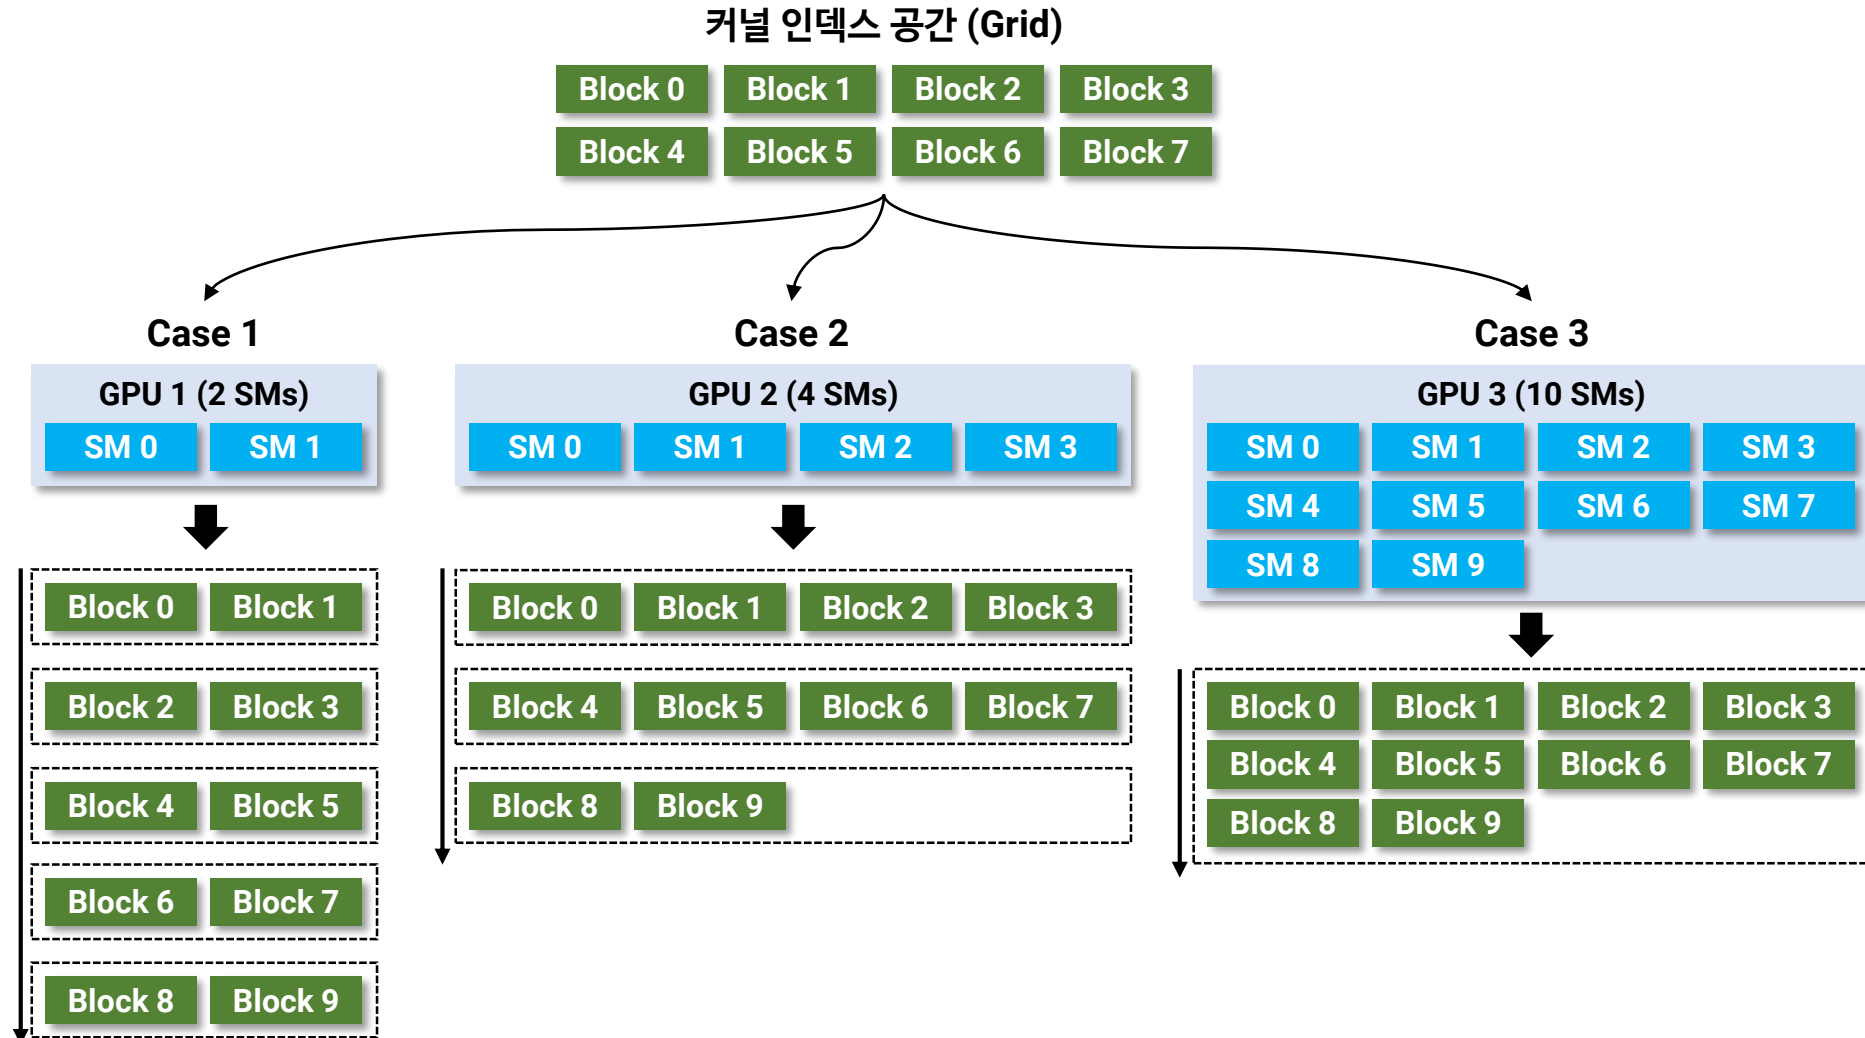 커널 인덱스 공간 (Grid)
Block 0 Block 1 Block 2 Block 3
Block 4 Block 5 Block 6 Block 7
Case 1
GPU 1 (2 SMs)
SM 0 SM 1
Block 0 Block 1
Block 2 Block 3
Block 4 Block 5
Block 6 Block 7
Block 8 Block 9
Case 2
GPU 2 (4 SMs)
SM 0 SM 1 SM 2 SM 3
Block 0 Block 1 Block 2 Block 3
Block 4 Block 5 Block 6 Block 7
Block 8 Block 9
Case 3
GPU 3 (10 SMs)
SM 0 SM 1 SM 2 SM 3
SM 4 SM 5 SM 6 SM 7
SM 8 SM 9
Block 0 Block 1 Block 2 Block 3
Block 4 Block 5 Block 6 Block 7
Block 8 Block 9